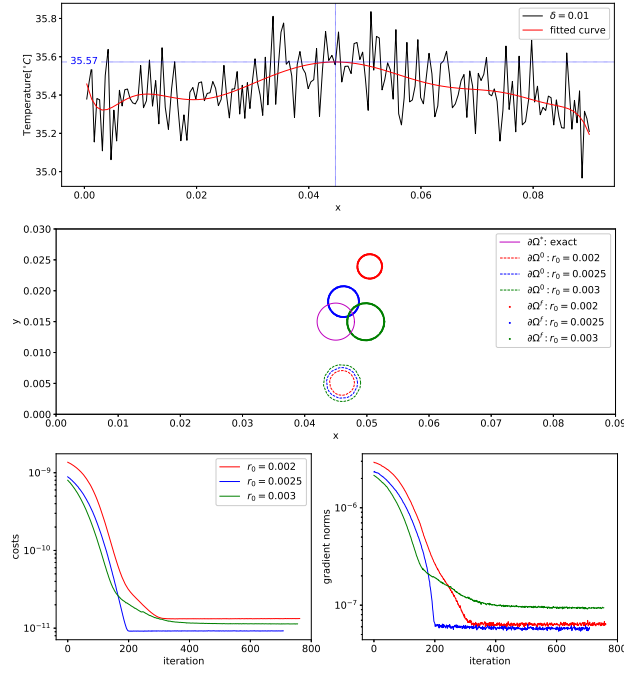 35.8
35.6
35.4
35.2
35.0
Temperature[°C]
35.57
δ = 0.01
fitted curve
0.00 0.02 0.04 0.06 0.08
x
0.030
0.025
0.020
0.015
0.010
0.005
0.000
y
∂Ω*: exact
∂Ω⁰: r₀ = 0.002
∂Ω⁰: r₀ = 0.0025
∂Ω⁰: r₀ = 0.003
∂Ωᶠ: r₀ = 0.002
∂Ωᶠ: r₀ = 0.0025
∂Ωᶠ: r₀ = 0.003
0.00 0.01 0.02 0.03 0.04 0.05 0.06 0.07 0.08 0.09
x
10⁻⁹
10⁻¹⁰
10⁻¹¹
costs
r₀ = 0.002
r₀ = 0.0025
r₀ = 0.003
0 200 400 600 800
iteration
10⁻⁶
10⁻⁷
gradient norms
0 200 400 600 800
iteration